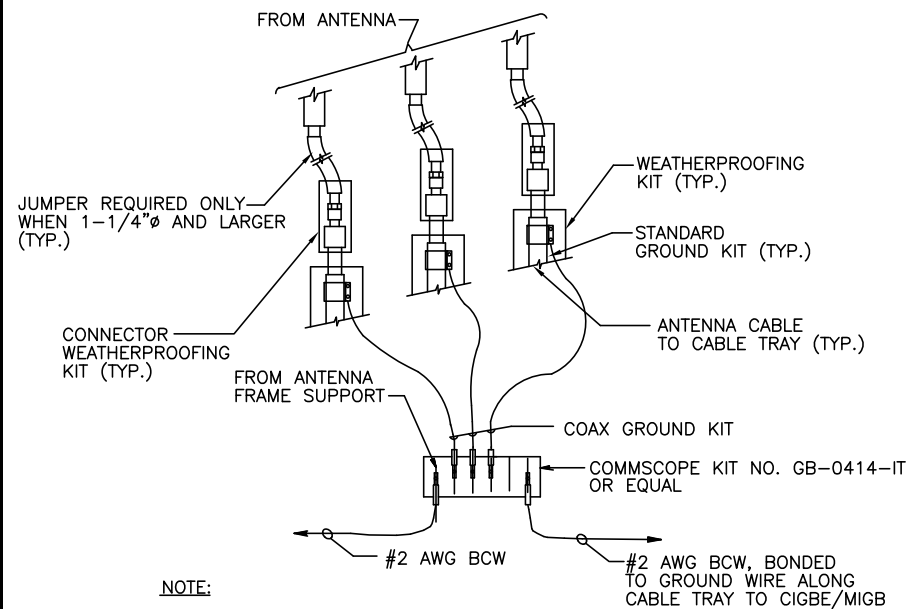 FROM ANTENNA
JUMPER REQUIRED ONLY
WHEN 1-1/4"ø AND LARGER
(TYP.)
WEATHERPROOFING
KIT (TYP.)
STANDARD
GROUND KIT (TYP.)
CONNECTOR
WEATHERPROOFING
KIT (TYP.)
ANTENNA CABLE
TO CABLE TRAY (TYP.)
FROM ANTENNA
FRAME SUPPORT
COAX GROUND KIT
COMMSCOPE KIT NO. GB-0414-IT
OR EQUAL
#2 AWG BCW
#2 AWG BCW, BONDED
TO GROUND WIRE ALONG
CABLE TRAY TO CIGBE/MIGB
NOTE: